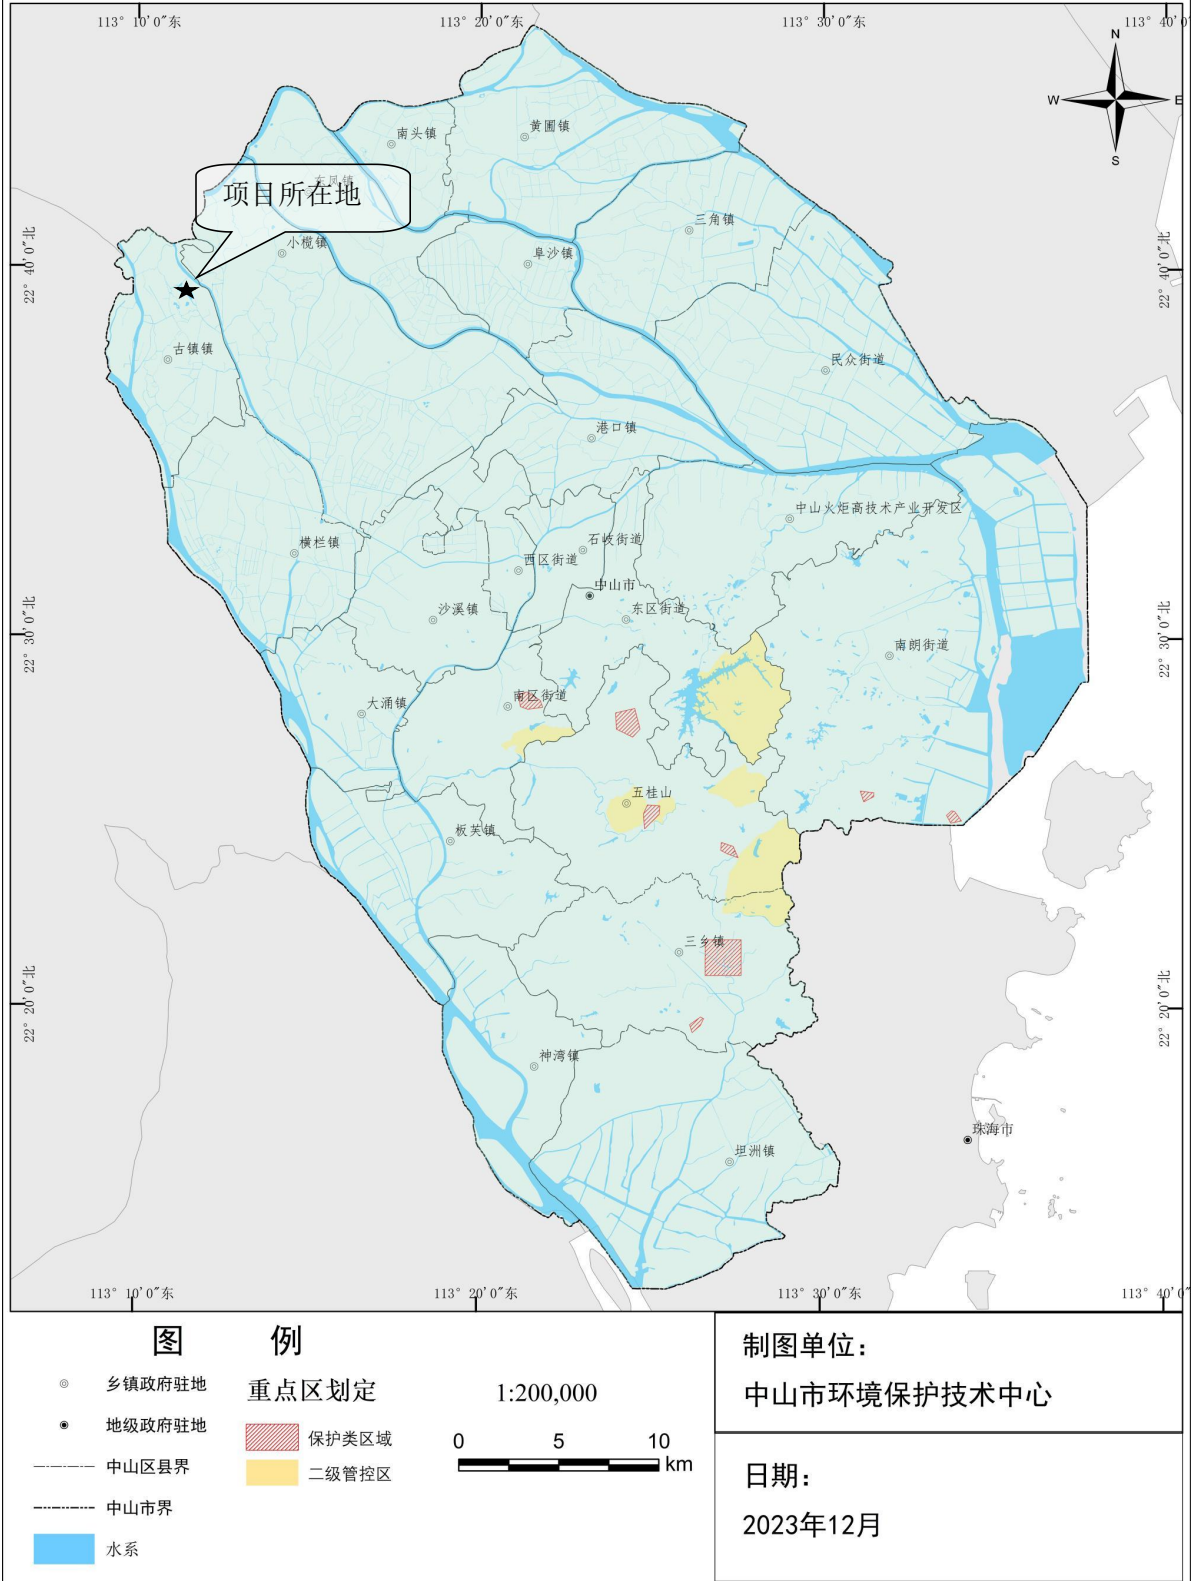 113° 10'0"东
113° 20'0"东
113° 30'0"东
113° 40'0"
N
W
E
S
黄圃镇
南头镇
东凤镇
项目所在地
三角镇
小榄镇
阜沙镇
22° 40'0"北
22° 40'0"北
古镇镇
民众街道
港口镇
中山火炬高技术产业开发区
横栏镇
石岐街道
西区街道
中山市
沙溪镇
东区街道
22° 30'0"北
22° 30'0"北
南朗街道
大涌镇
南区街道
五桂山
板芙镇
三乡镇
22° 20'0"北
22° 20'0"北
神湾镇
珠海市
坦洲镇
113° 10'0"东
113° 20'0"东
113° 30'0"东
113° 40'0"
图 例
乡镇政府驻地
地级政府驻地
中山区县界
中山市界
水系
重点区划定
保护类区域
二级管控区
1:200,000
0 5 10
km
制图单位：
中山市环境保护技术中心
日期：
2023年12月